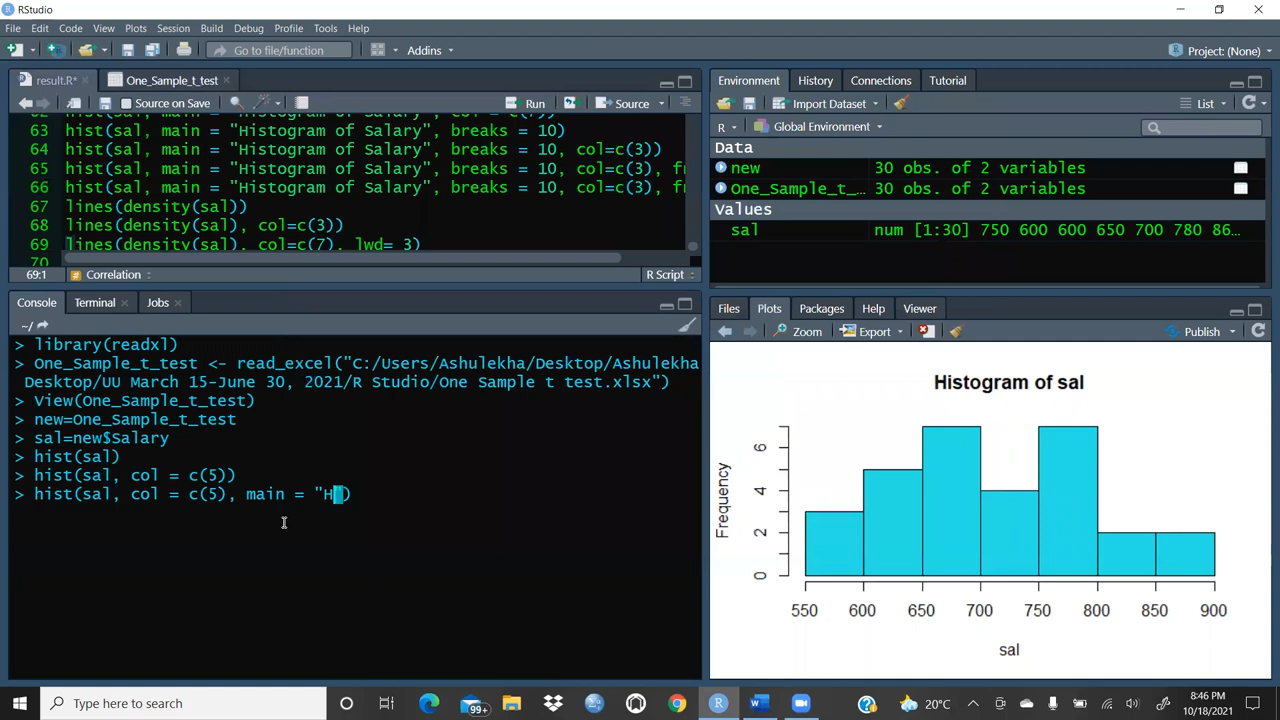 RStudio
File Edit Code View Plots Session Build Debug Profile Tools Help
Go to file/function Addins Project: (None)
result.R* One_Sample_t_test
Source on Save Run Source
63 hist(sal, main = "Histogram of Salary", breaks = 10)
64 hist(sal, main = "Histogram of Salary", breaks = 10, col=c(3))
65 hist(sal, main = "Histogram of Salary", breaks = 10, col=c(3), fr
66 hist(sal, main = "Histogram of Salary", breaks = 10, col=c(3), fr
67 lines(density(sal))
68 lines(density(sal), col=c(3))
69 lines(density(sal), col=c(7), lwd= 3)
70
69:1 # Correlation R Script
Console Terminal Jobs
~/
> library(readxl)
> One_Sample_t_test <- read_excel("C:/Users/Ashulekha/Desktop/Ashulekha
Desktop/UU March 15-June 30, 2021/R Studio/One Sample t test.xlsx")
> View(One_Sample_t_test)
> new=One_Sample_t_test
> sal=new$Salary
> hist(sal)
> hist(sal, col = c(5))
> hist(sal, col = c(5), main = "H")
Environment History Connections Tutorial
Import Dataset List
R Global Environment
Data
new 30 obs. of 2 variables
One_Sample_t_… 30 obs. of 2 variables
Values
sal num [1:30] 750 600 600 650 700 780 86…
Files Plots Packages Help Viewer
Zoom Export Publish
Histogram of sal
Frequency
6
4
2
0
550 600 650 700 750 800 850 900
sal
Type here to search
99+
20°C
8:46 PM
10/18/2021